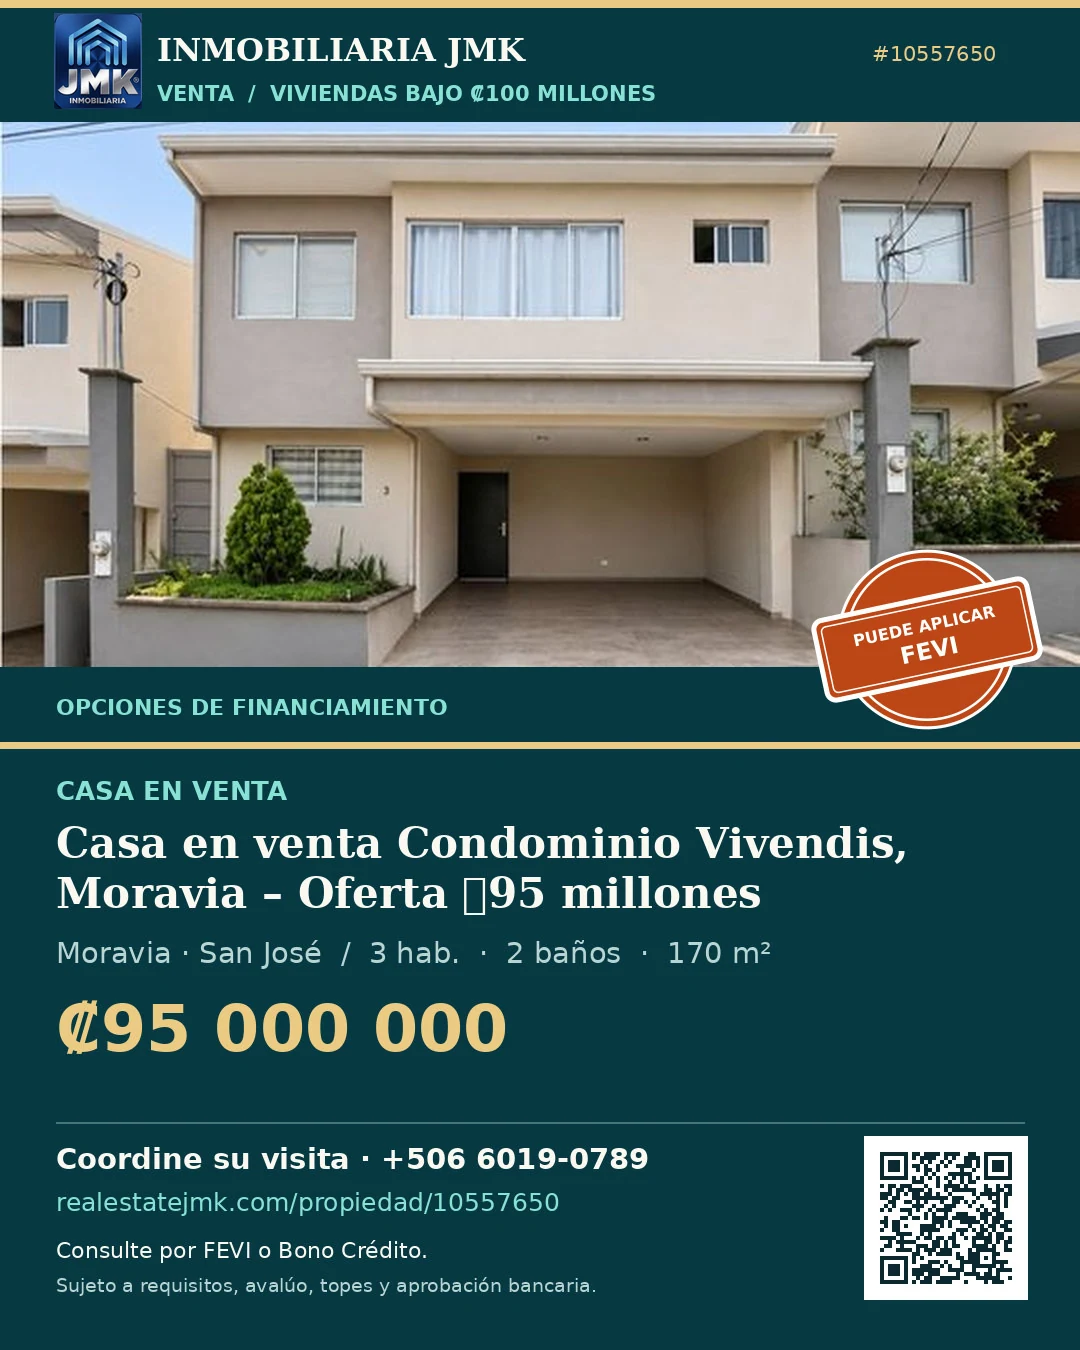 JMK
INMOBILIARIA
INMOBILIARIA JMK
#10557650
VENTA / VIVIENDAS BAJO ₡100 MILLONES
3
PUEDE APLICAR
FEVI
OPCIONES DE FINANCIAMIENTO
CASA EN VENTA
Casa en venta Condominio Vivendis,
Moravia – Oferta □95 millones
Moravia · San José / 3 hab. · 2 baños · 170 m²
₡95 000 000
Coordine su visita · +506 6019-0789
realestatejmk.com/propiedad/10557650
Consulte por FEVI o Bono Crédito.
Sujeto a requisitos, avalúo, topes y aprobación bancaria.